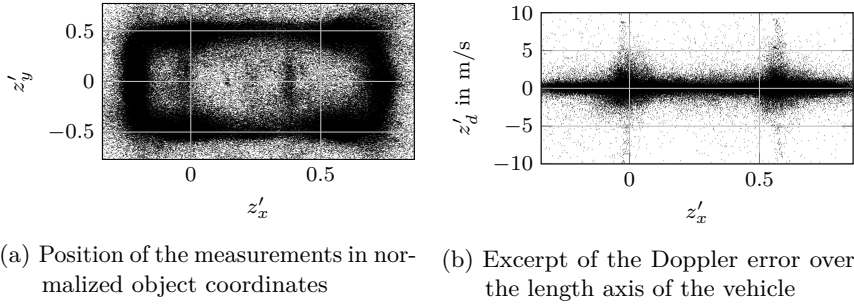 0.5
0
−0.5
z′y
0
0.5
z′x
10
5
0
−5
−10
z′d in m/s
0
0.5
z′x
(a) Position of the measurements in nor-
malized object coordinates
(b) Excerpt of the Doppler error over
the length axis of the vehicle